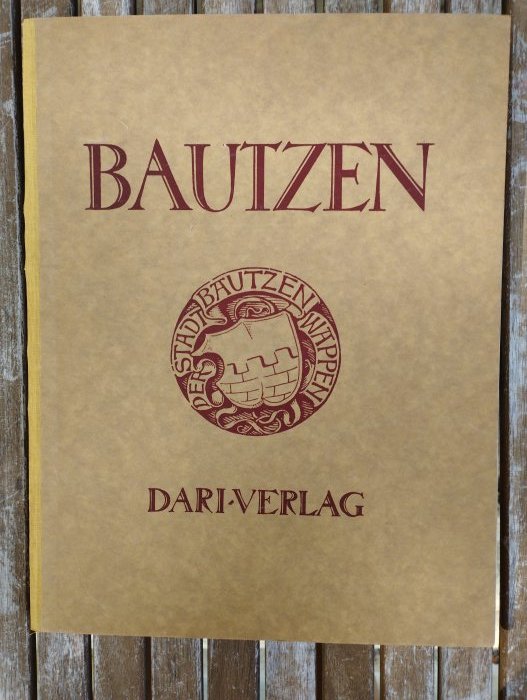 BAUTZEN
DER STADT BAUTZEN WAPPEN
DARI-VERLAG